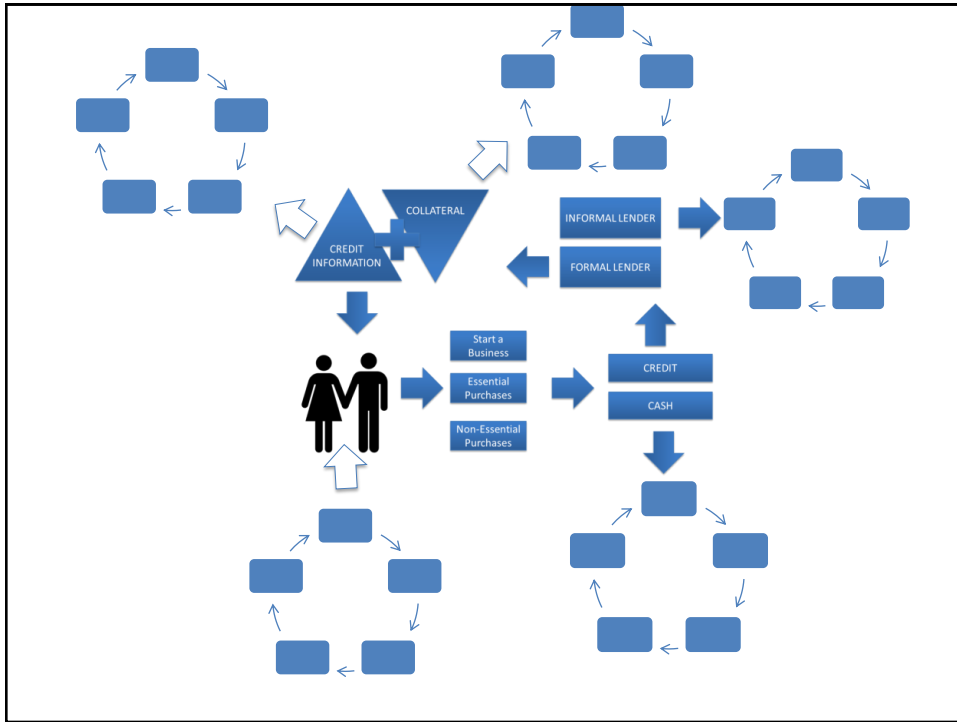 COLLATERAL
CREDIT
INFORMATION
INFORMAL LENDER
FORMAL LENDER
Start a
Business
Essential
Purchases
Non-Essential
Purchases
CREDIT
CASH